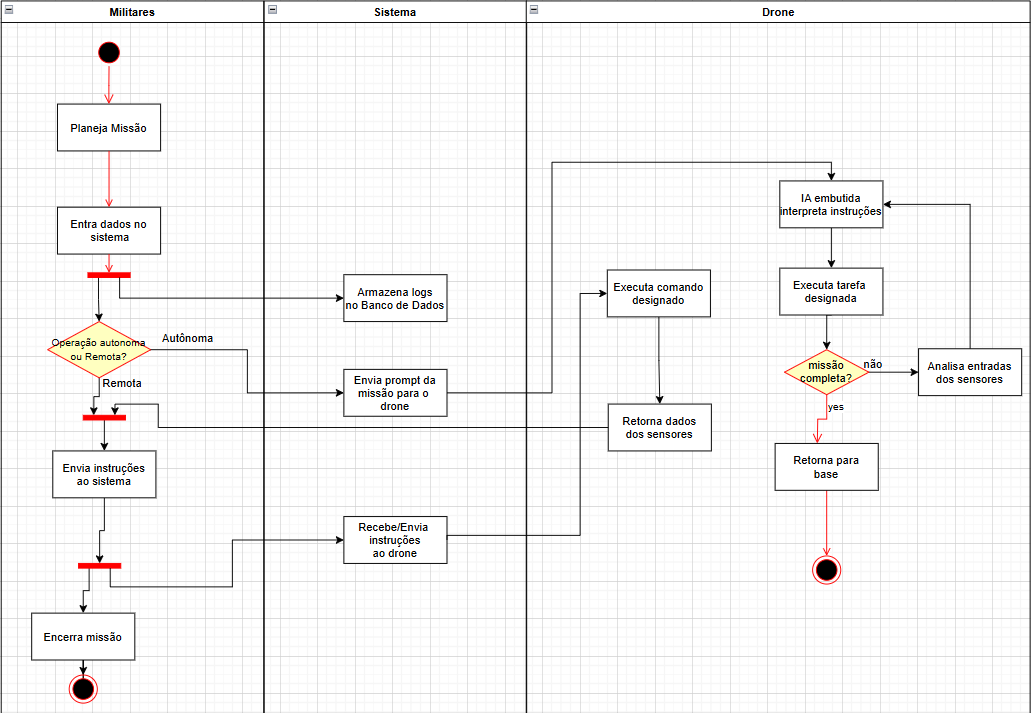 Militares
Sistema
Drone
Planeja Missão
Entra dados no
sistema
Armazena logs
no Banco de Dados
Operação autonoma
ou Remota?
Autônoma
Remota
Envia prompt da
missão para o
drone
Envia instruções
ao sistema
Recebe/Envia
instruções
ao drone
Encerra missão
Executa comando
designado
Retorna dados
dos sensores
IA embutida
interpreta instruções
Executa tarefa
designada
missão
completa?
não
Analisa entradas
dos sensores
yes
Retorna para
base